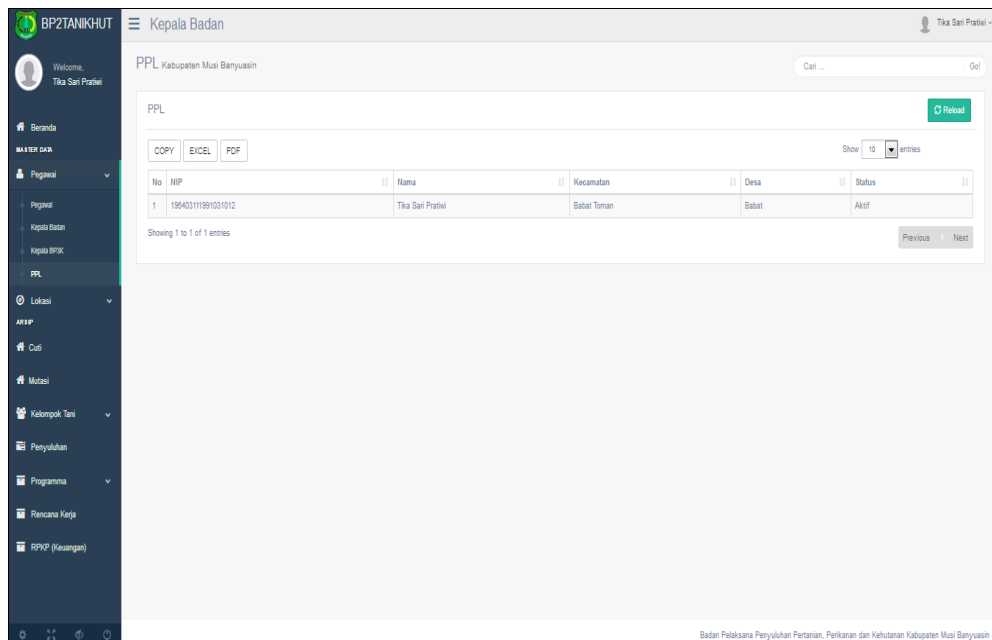 BP2TANIKHUT
Kepala Badan
Tika Sari Pratiwi
Welcome,
Tika Sari Pratiwi
PPL Kabupaten Musi Banyuasin
Cari ...
Go!
Beranda
MASTER DATA
Pegawai
Pegawai
Kepala Badan
Kepala BP3K
PPL
Lokasi
ARSIP
Cuti
Mutasi
Kelompok Tani
Penyuluhan
Programma
Rencana Kerja
RPKP (Keuangan)
PPL
Reload
COPY EXCEL PDF
Show 10 entries
No NIP Nama Kecamatan Desa Status
1 196403111991031012 Tika Sari Pratiwi Babat Toman Babat Aktif
Showing 1 to 1 of 1 entries
Previous 1 Next
Badan Pelaksana Penyuluhan Pertanian, Perikanan dan Kehutanan Kabupaten Musi Banyuasin